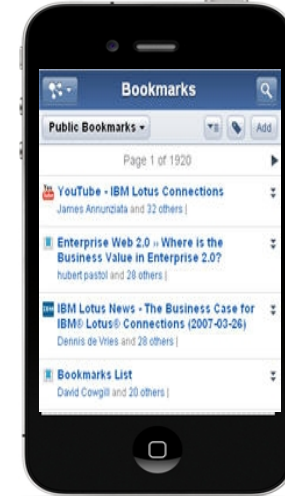 Bookmarks
Public Bookmarks
Add
Page 1 of 1920
YouTube - IBM Lotus Connections
James Annunziata and 32 others |
Enterprise Web 2.0 » Where is the
Business Value in Enterprise 2.0?
hubert pastol and 28 others |
IBM Lotus News - The Business Case for
IBM® Lotus® Connections (2007-03-26)
Dennis de Vries and 28 others |
Bookmarks List
David Cowgill and 20 others |